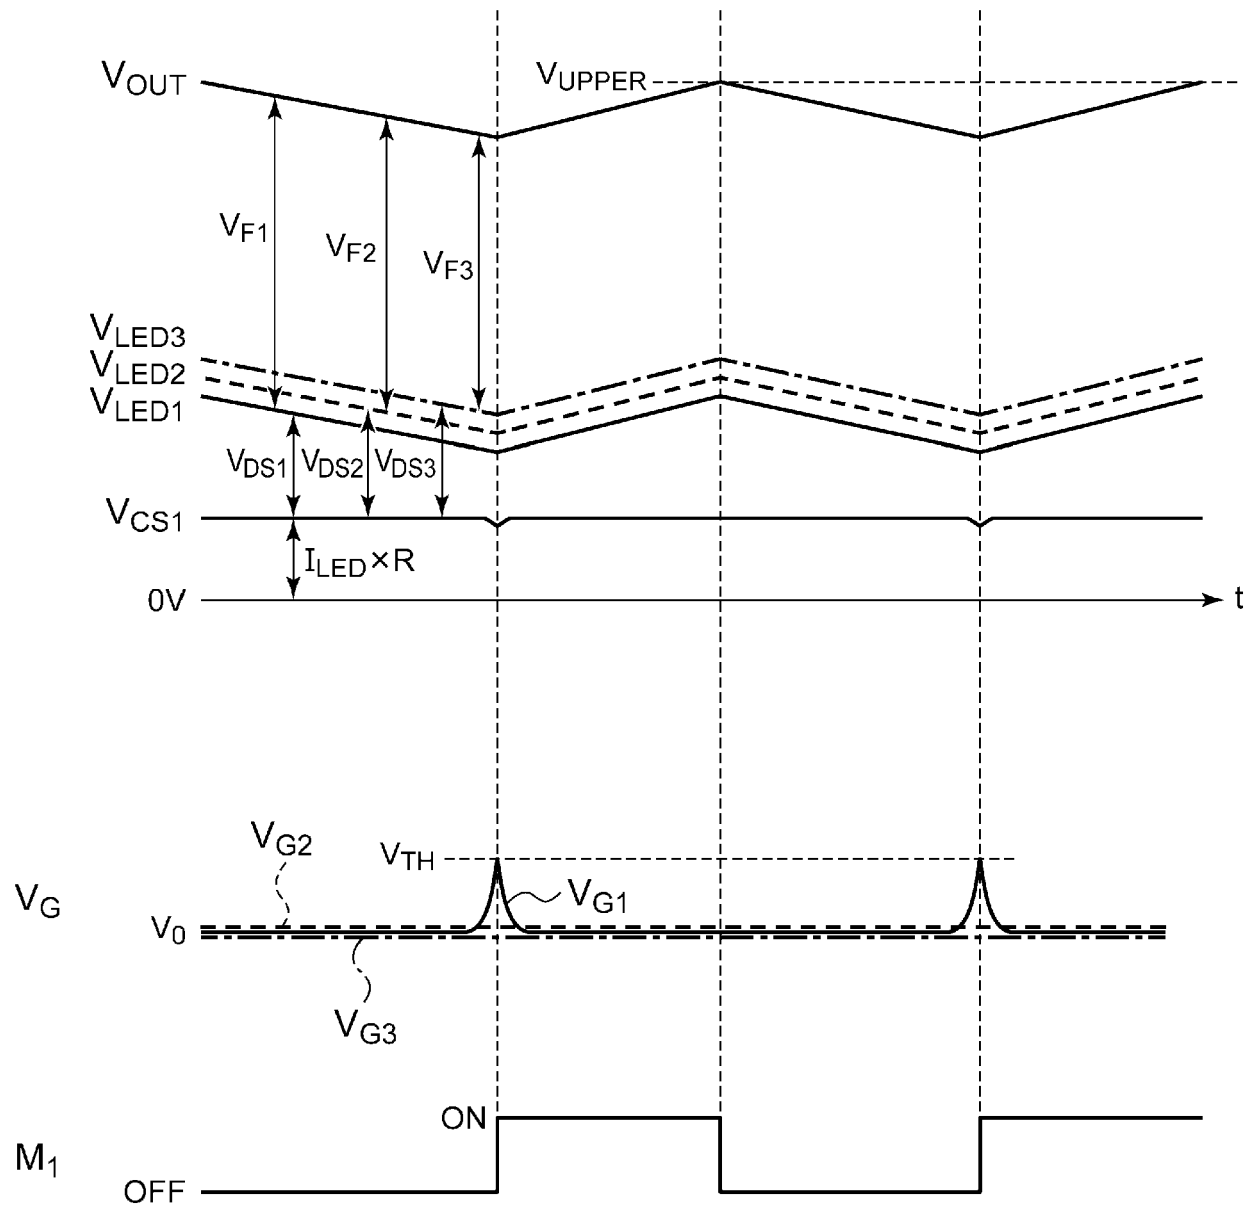 VOUT
VUPPER
VF1
VF2
VF3
VLED3
VLED2
VLED1
VDS1 VDS2 VDS3
VCS1
ILED×R
0V
t
VG2
VTH
VG
VG1
V0
VG3
ON
M1
OFF